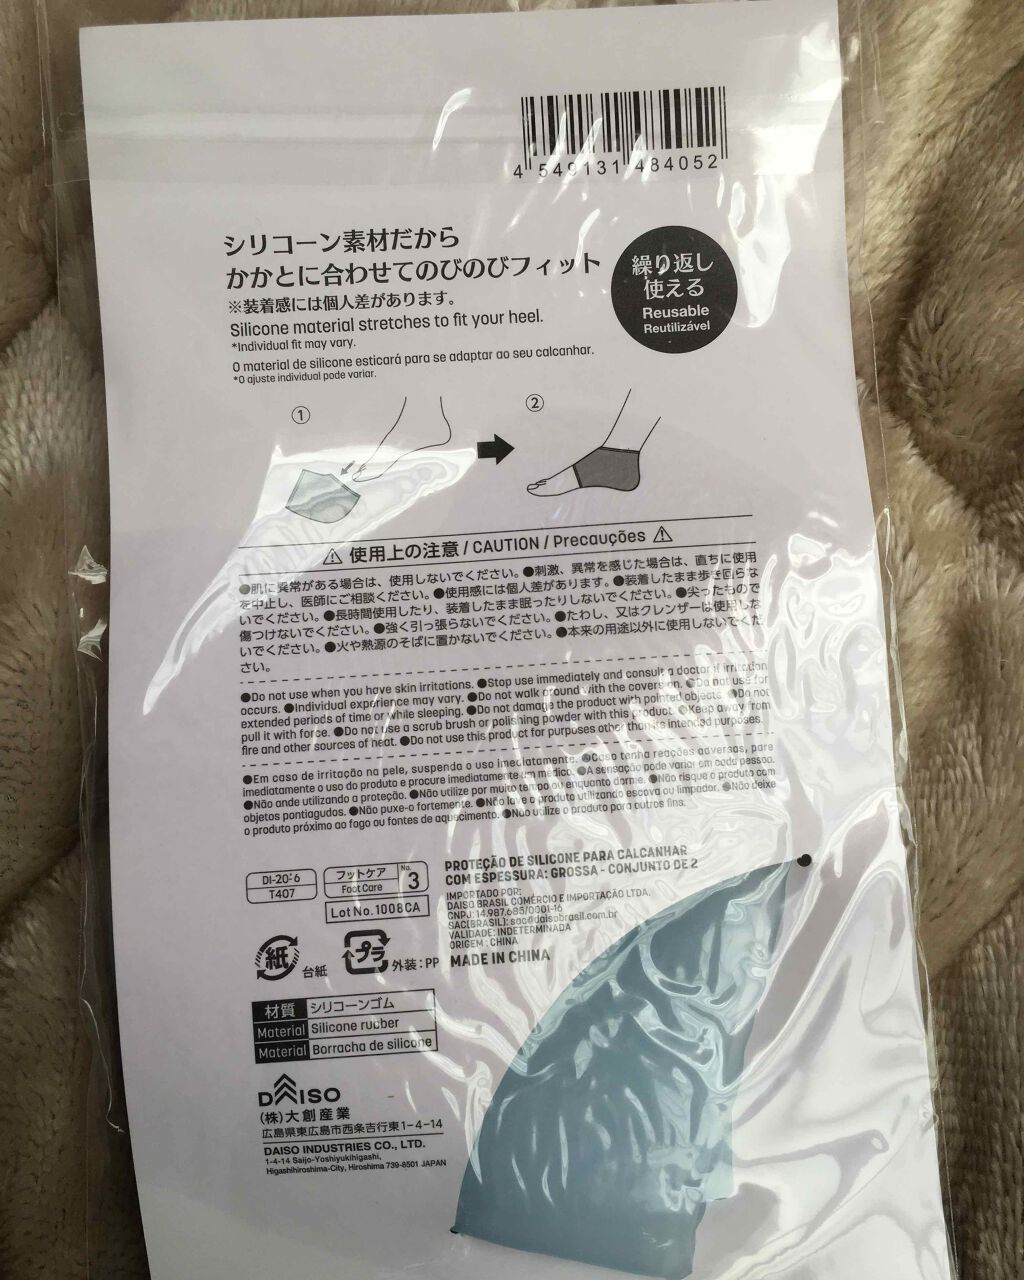 4 549131 484052
シリコーン素材だから
かかとに合わせてのびのびフィット
※装着感には個人差があります。
Silicone material stretches to fit your heel.
*Individual fit may vary.
O material de silicone esticará para se adaptar ao seu calcanhar.
*O ajuste individual pode variar.
繰り返し
使える
Reusable
Reutilizável
①
②
⚠ 使用上の注意 / CAUTION / Precauções ⚠
●肌に異常がある場合は、使用しないでください。●刺激、異常を感じた場合は、直ちに使用
を中止し、医師にご相談ください。●使用感には個人差があります。●装着したまま歩き回らな
いでください。●長時間使用したり、装着したまま眠ったりしないでください。●尖ったもので
傷つけないでください。●強く引っ張らないでください。●たわし、又はクレンザーは使用しな
いでください。●火や熱源のそばに置かないでください。●本来の用途以外に使用しないでくだ
さい。
●Do not use when you have skin irritations. ●Stop use immediately and consult a doctor if irritation
occurs. ●Individual experience may vary. ●Do not walk around with the covers on. ●Do not use for
extended periods of time or while sleeping. ●Do not damage the product with pointed objects. ●Do not
pull it with force. ●Do not use a scrub brush or polishing powder with this product. ●Keep away from
fire and other sources of heat. ●Do not use this product for purposes other than its intended purposes.
●Em caso de irritação na pele, suspenda o uso imediatamente. ●Caso tenha reações adversas, pare
imediatamente o uso do produto e procure imediatamente um médico. ●A sensação pode variar em cada pessoa.
●Não ande utilizando a proteção. ●Não utilize por muito tempo ou enquanto dorme. ●Não risque o produto com
objetos pontiagudos. ●Não puxe-o fortemente. ●Não lave o produto utilizando escova ou limpador. ●Não deixe
o produto próximo ao fogo ou fontes de aquecimento. ●Não utilize o produto para outros fins.
DI-20-6
T407
フットケア
Foot Care
No.
3
Lot No.1008CA
PROTEÇÃO DE SILICONE PARA CALCANHAR
COM ESPESSURA: GROSSA - CONJUNTO DE 2
IMPORTADO POR:
DAISO BRASIL COMÉRCIO E IMPORTAÇÃO LTDA.
CNPJ: 14.987.685/0001-16
SAC(BRASIL): sac@daisobrasil.com.br
VALIDADE: INDETERMINADA
ORIGEM : CHINA
MADE IN CHINA
紙 台紙
プラ 外装：PP
材質 シリコーンゴム
Material Silicone rubber
Material Borracha de silicone
DAISO
(株)大創産業
広島県東広島市西条吉行東1-4-14
DAISO INDUSTRIES CO., LTD.
1-4-14 Saijo-Yoshiyukihigashi,
Higashihiroshima-City, Hiroshima 739-8501 JAPAN